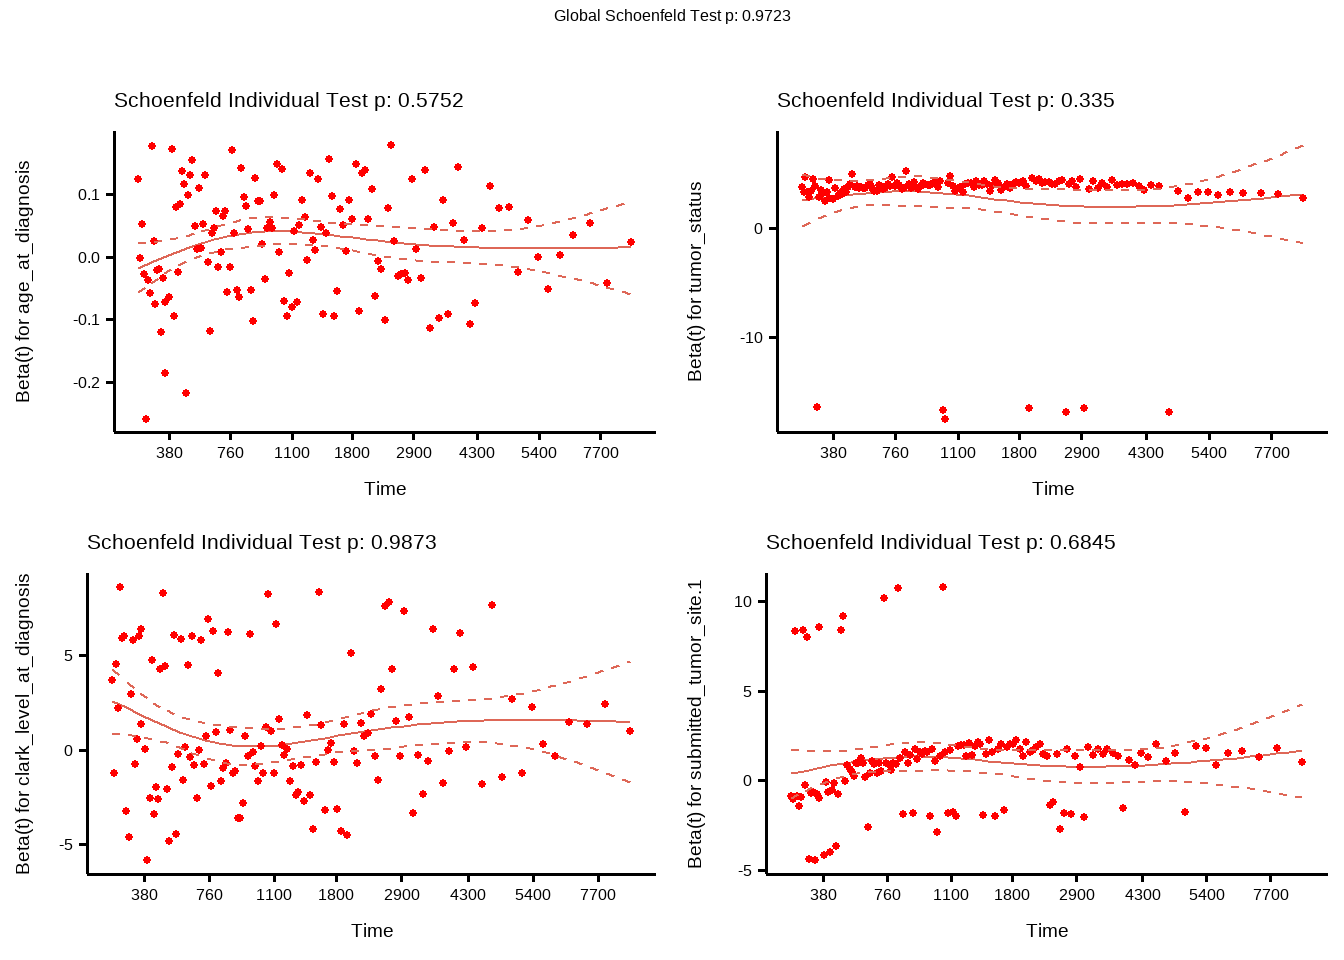 Global Schoenfeld Test p: 0.9723
Schoenfeld Individual Test p: 0.5752
Beta(t) for age_at_diagnosis
0.1
0.0
-0.1
-0.2
380 760 1100 1800 2900 4300 5400 7700
Time
Schoenfeld Individual Test p: 0.335
Beta(t) for tumor_status
0
-10
380 760 1100 1800 2900 4300 5400 7700
Time
Schoenfeld Individual Test p: 0.9873
Beta(t) for clark_level_at_diagnosis
5
0
-5
380 760 1100 1800 2900 4300 5400 7700
Time
Schoenfeld Individual Test p: 0.6845
Beta(t) for submitted_tumor_site.1
10
5
0
-5
380 760 1100 1800 2900 4300 5400 7700
Time